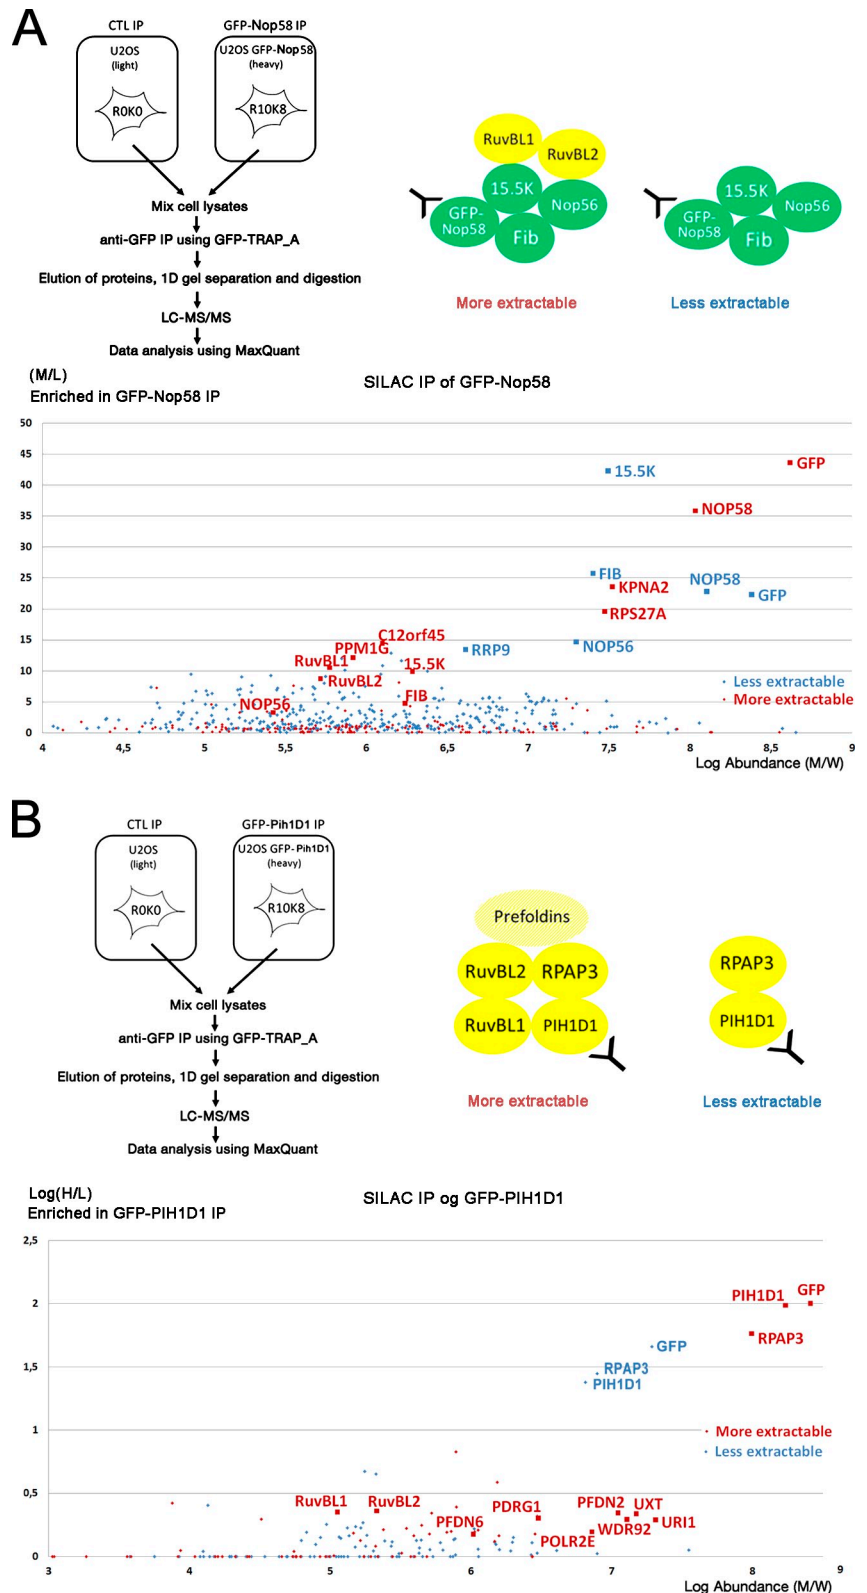 A
CTL IP
GFP-Nop58 IP
U2OS
(light)
U2OS GFP-Nop58
(heavy)
R0K0
R10K8
Mix cell lysates
anti-GFP IP using GFP-TRAP_A
Elution of proteins, 1D gel separation and digestion
LC-MS/MS
Data analysis using MaxQuant
RuvBL1
RuvBL2
15.5K
GFP-
Nop58
Nop56
Fib
More extractable
15.5K
GFP-
Nop58
Nop56
Fib
Less extractable
(M/L)
Enriched in GFP-Nop58 IP
SILAC IP of GFP-Nop58
50
45
40
35
30
25
20
15
10
5
0
15.5K
GFP
NOP58
FIB
KPNA2
NOP58
GFP
RPS27A
C12orf45
PPM1G
RRP9
NOP56
RuvBL1
15.5K
RuvBL2
NOP56
FIB
Less extractable
More extractable
4
4,5
5
5,5
6
6,5
7
7,5
8
8,5
9
Log Abundance (M/W)
B
CTL IP
GFP-Pih1D1 IP
U2OS
(light)
U2OS GFP-Pih1D1
(heavy)
R0K0
R10K8
Mix cell lysates
anti-GFP IP using GFP-TRAP_A
Elution of proteins, 1D gel separation and digestion
LC-MS/MS
Data analysis using MaxQuant
Prefoldins
RuvBL2
RPAP3
RuvBL1
PIH1D1
More extractable
RPAP3
PIH1D1
Less extractable
Log(H/L)
Enriched in GFP-PIH1D1 IP
SILAC IP og GFP-PIH1D1
2,5
2
1,5
1
0,5
0
PIH1D1
GFP
RPAP3
GFP
RPAP3
PIH1D1
More extractable
Less extractable
RuvBL1
RuvBL2
PFDN6
PDRG1
PFDN2
UXT
POLR2E
WDR92
URI1
3
4
5
6
7
8
9
Log Abundance (M/W)